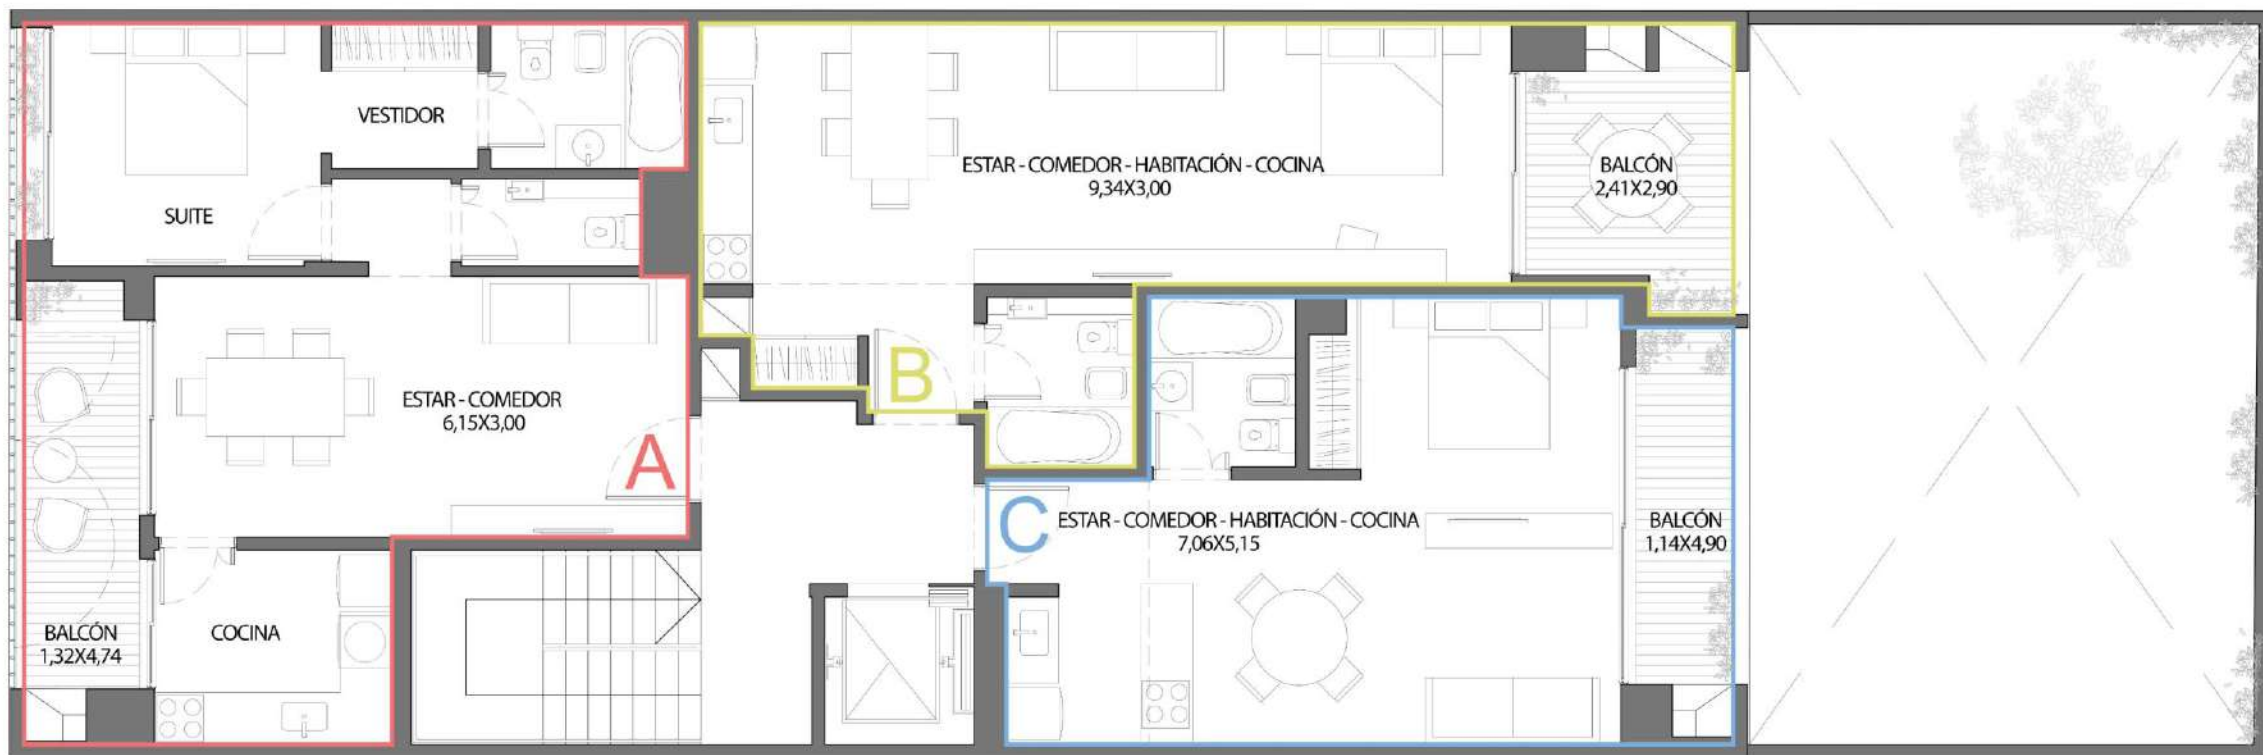 VESTIDOR
SUITE
ESTAR - COMEDOR
6,15X3,00
A
BALCÓN
1,32X4,74
COCINA
ESTAR - COMEDOR - HABITACIÓN - COCINA
9,34X3,00
BALCÓN
2,41X2,90
B
C
ESTAR - COMEDOR - HABITACIÓN - COCINA
7,06X5,15
BALCÓN
1,14X4,90